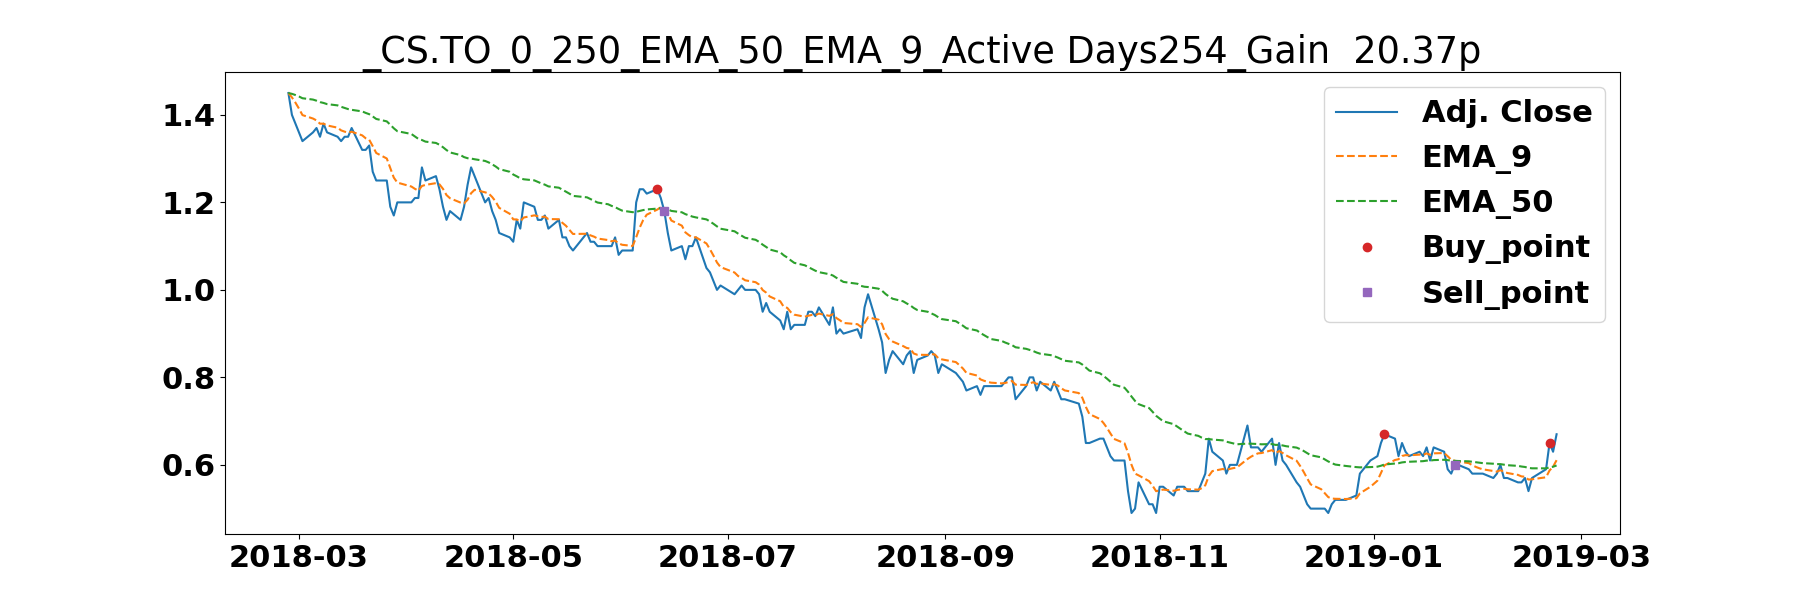 _CS.TO_0_250_EMA_50_EMA_9_Active Days254_Gain  20.37p
1.4
1.2
1.0
0.8
0.6
Adj. Close
EMA_9
EMA_50
Buy_point
Sell_point
2018-03 2018-05 2018-07 2018-09 2018-11 2019-01 2019-03